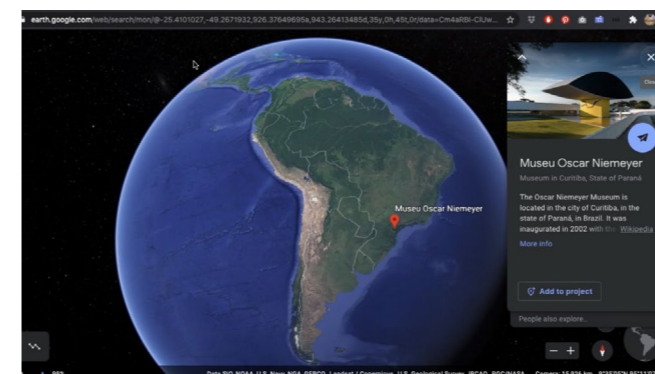 earth.google.com/web/search/mon/@-25.4101027,-49.2671932,926.37649695a,943.26413485d,35y,0h,45t,0r/data=Cm4aRBI-CiUw...
Museu Oscar Niemeyer
Museu Oscar Niemeyer
Museum in Curitiba, State of Paraná
The Oscar Niemeyer Museum is
located in the city of Curitiba, in the
state of Paraná, in Brazil. It was
inaugurated in 2002 with the Wikipedia
More info
Add to project
People also explore...